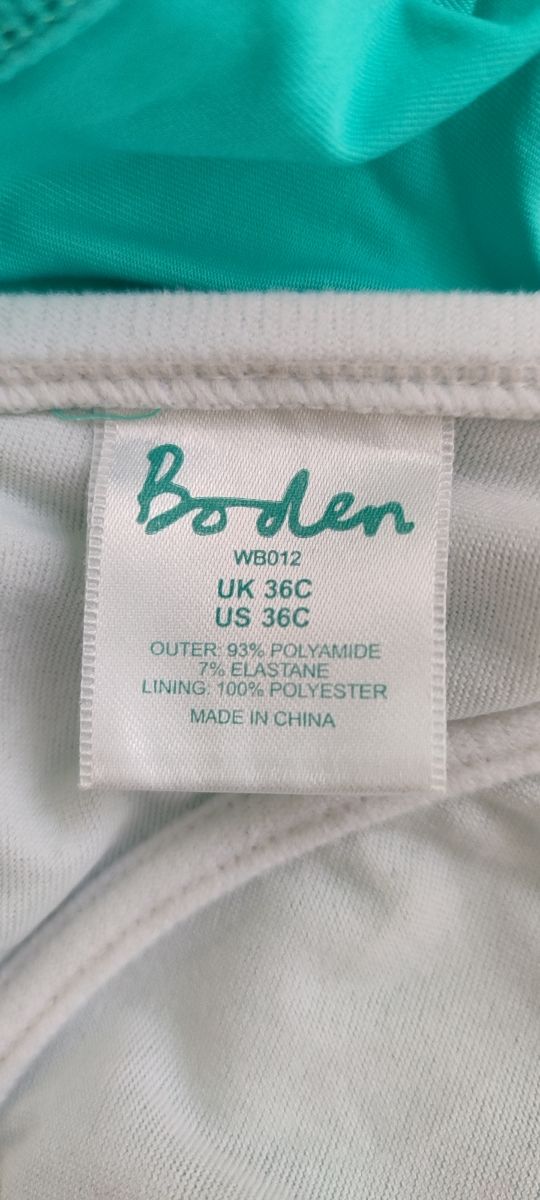 Boden
WB012
UK 36C
US 36C
OUTER: 93% POLYAMIDE
7% ELASTANE
LINING: 100% POLYESTER
MADE IN CHINA